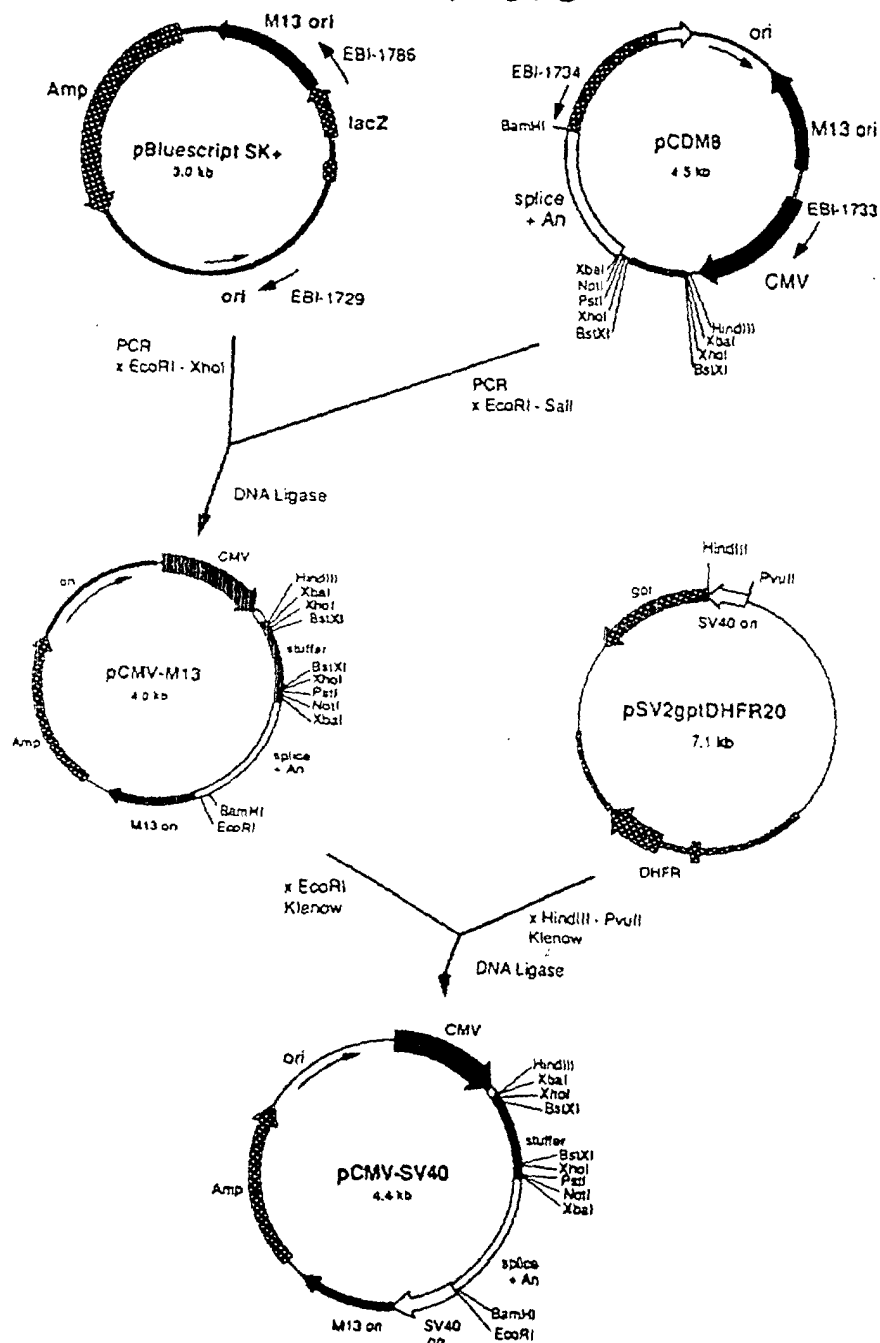 M13 ori
EBI-1786
Amp
lacZ
pBluescript SK+
3.0 kb
ori
EBI-1729
ori
EBI-1734
BamHI
pCDM8
4.5 kb
M13 ori
splice
+ An
EBI-1733
CMV
XbaI
NotI
PstI
XhoI
BstXI
HindIII
XbaI
XhoI
BstXI
PCR
x EcoRI - XhoI
PCR
x EcoRI - SalI
DNA Ligase
ori
CMV
HindIII
XbaI
XhoI
BstXI
stuffer
pCMV-M13
4.0 kb
BstXI
XhoI
PstI
NotI
XbaI
Amp
splice
+ An
BamHI
EcoRI
M13 ori
HindIII
PvuII
gpt
SV40 ori
pSV2gptDHFR20
7.1 kb
DHFR
x EcoRI
Klenow
x HindIII - PvuII
Klenow
DNA Ligase
ori
CMV
HindIII
XbaI
XhoI
BstXI
stuffer
pCMV-SV40
4.4 kb
BstXI
XhoI
PstI
NotI
XbaI
Amp
splice
+ An
BamHI
EcoRI
M13 ori
SV40